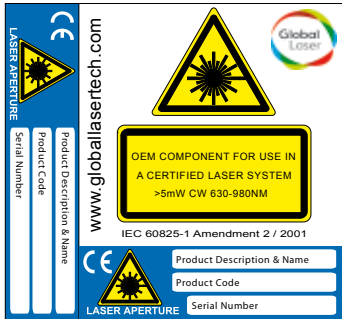 CE
LASER APERTURE
Product Description & Name
Product Code
Serial Number
www.globallasertech.com
Global
Laser
OEM COMPONENT FOR USE IN
A CERTIFIED LASER SYSTEM
>5mW CW 630-980NM
IEC 60825-1 Amendment 2 / 2001
CE
LASER APERTURE
Product Description & Name
Product Code
Serial Number